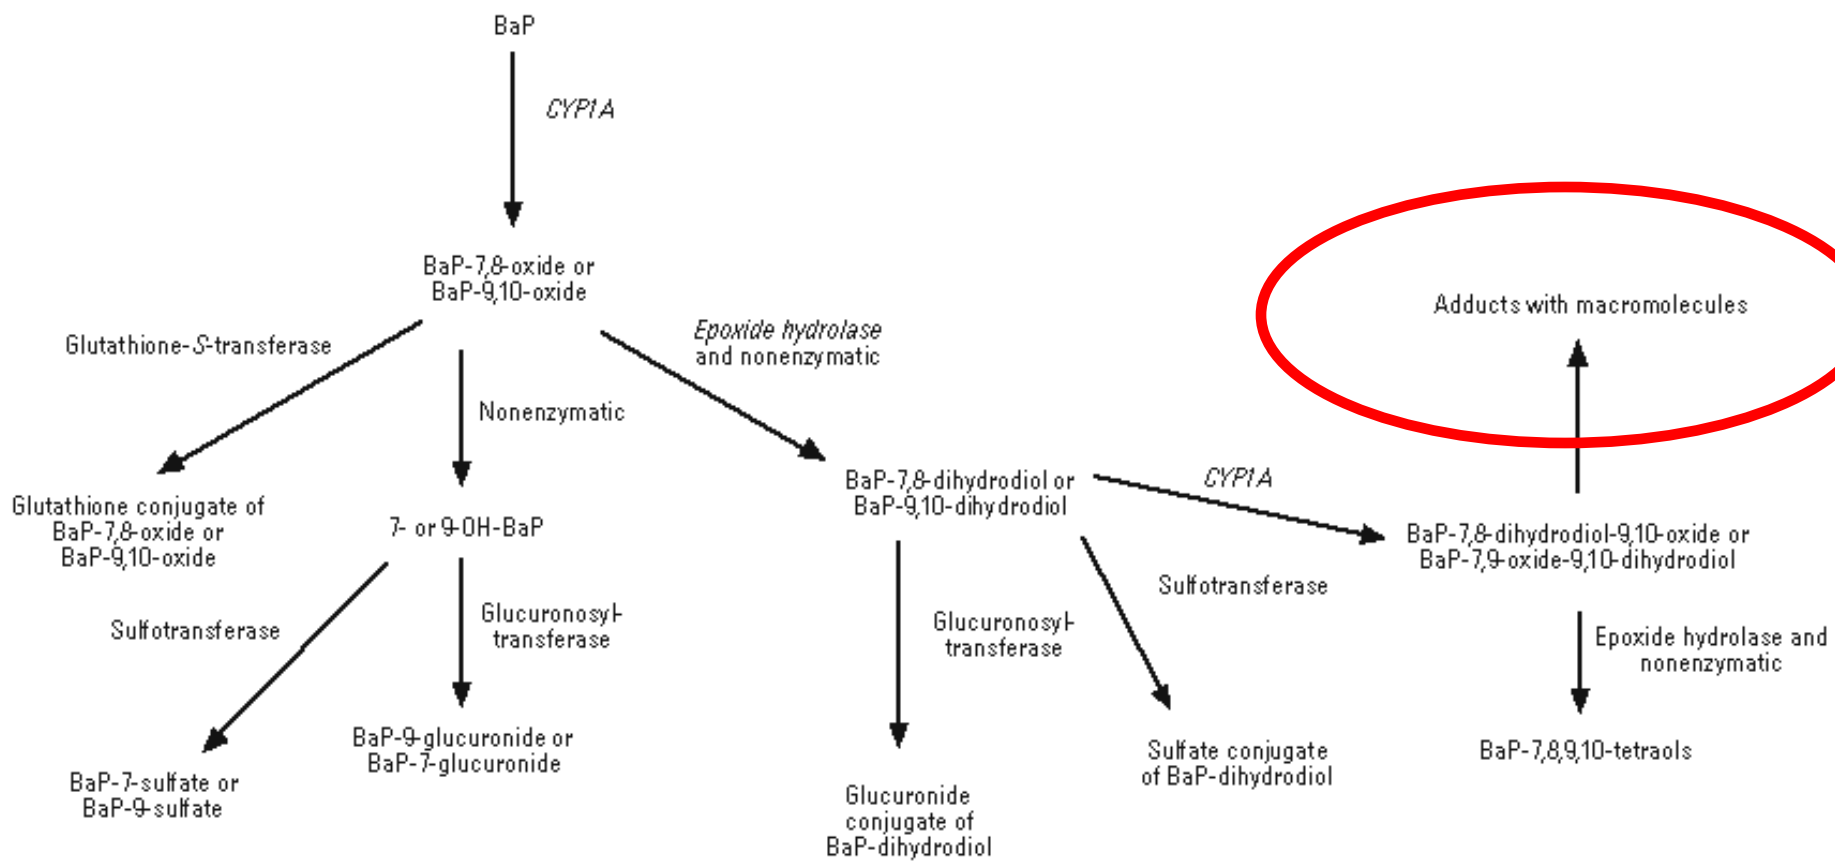 BaP
CYP1A
BaP-7,8-oxide or
BaP-9,10-oxide
Glutathione-S-transferase
Nonenzymatic
Epoxide hydrolase
and nonenzymatic
Adducts with macromolecules
Glutathione conjugate of
BaP-7,8-oxide or
BaP-9,10-oxide
7- or 9-OH-BaP
BaP-7,8-dihydrodiol or
BaP-9,10-dihydrodiol
CYP1A
BaP-7,8-dihydrodiol-9,10-oxide or
BaP-7,9-oxide-9,10-dihydrodiol
Sulfotransferase
Glucuronosyl-
transferase
Glucuronosyl-
transferase
Sulfotransferase
Epoxide hydrolase and
nonenzymatic
BaP-7-sulfate or
BaP-9-sulfate
BaP-9-glucuronide or
BaP-7-glucuronide
Glucuronide
conjugate of
BaP-dihydrodiol
Sulfate conjugate
of BaP-dihydrodiol
BaP-7,8,9,10-tetraols